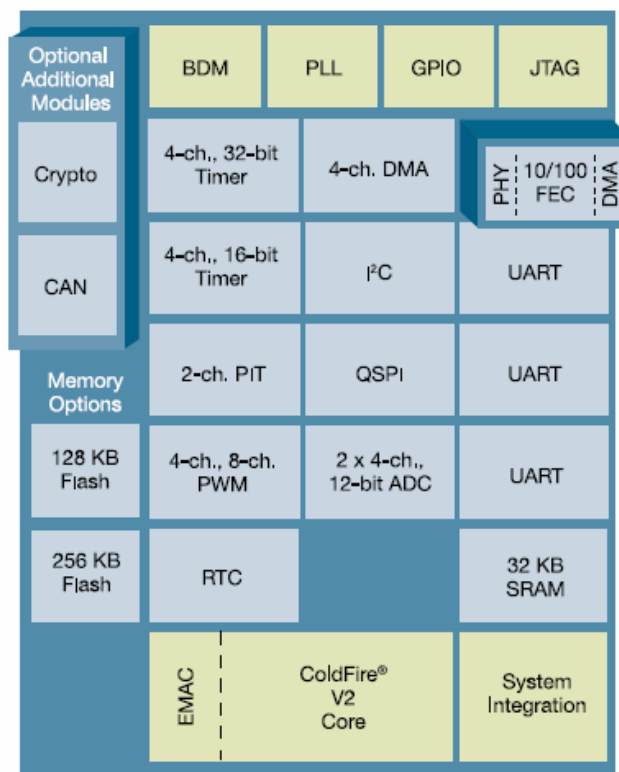 Optional
Additional
Modules
BDM
PLL
GPIO
JTAG
Crypto
4-ch., 32-bit
Timer
4-ch. DMA
PHY
10/100
FEC
DMA
CAN
4-ch., 16-bit
Timer
I²C
UART
Memory
Options
2-ch. PIT
QSPI
UART
128 KB
Flash
4-ch., 8-ch.
PWM
2 x 4-ch.,
12-bit ADC
UART
256 KB
Flash
RTC
32 KB
SRAM
EMAC
ColdFire®
V2
Core
System
Integration